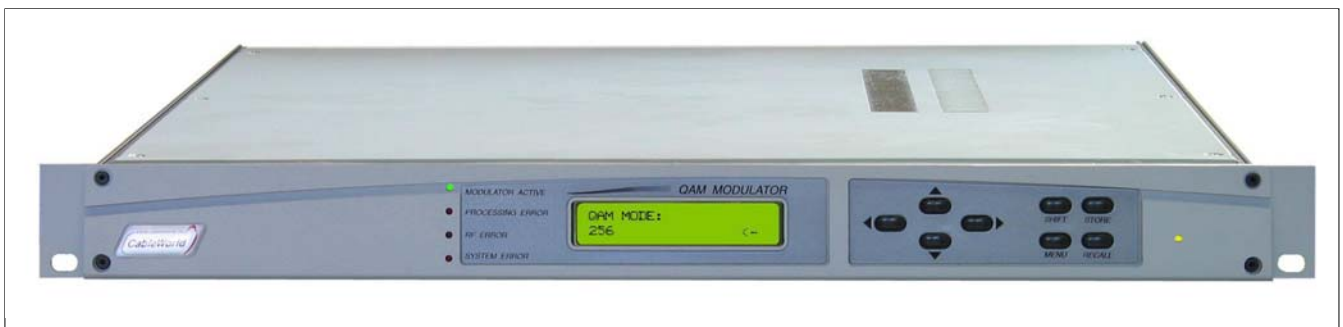 MODULATOR ACTIVE
PROCESSING ERROR
RF ERROR
SYSTEM ERROR
QAM MODULATOR
QAM MODE:
256 (←
SHIFT STORE
MENU RECALL
CableWorld